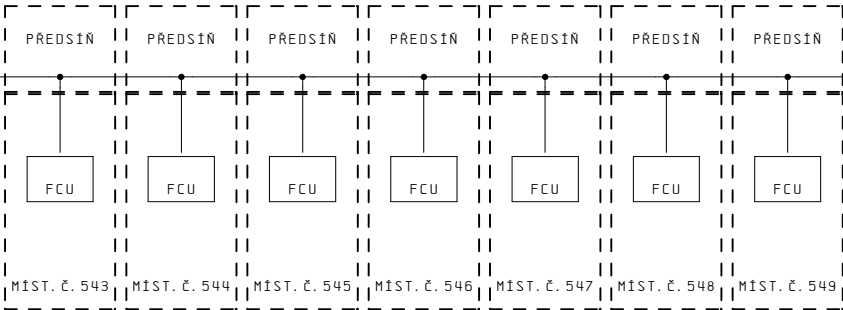 PŘEDSÍŇ PŘEDSÍŇ PŘEDSÍŇ PŘEDSÍŇ PŘEDSÍŇ PŘEDSÍŇ PŘEDSÍŇ
FCU FCU FCU FCU FCU FCU FCU
MÍST. Č. 543 MÍST. Č. 544 MÍST. Č. 545 MÍST. Č. 546 MÍST. Č. 547 MÍST. Č. 548 MÍST. Č. 549